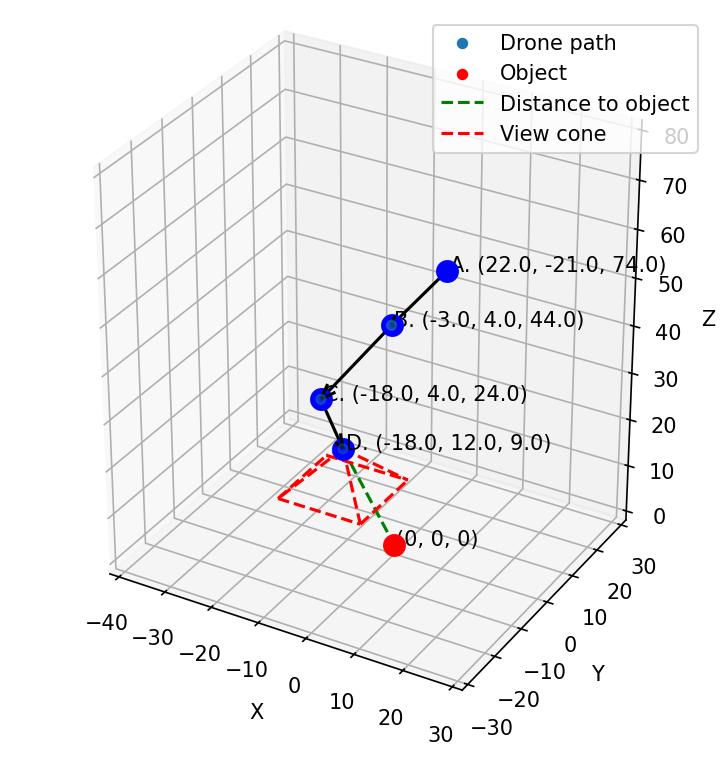 Drone path
Object
Distance to object
View cone
80
70
60
50
40
30
20
10
0
Z
A. (22.0, -21.0, 74.0)
B. (-3.0, 4.0, 44.0)
C. (-18.0, 4.0, 24.0)
D. (-18.0, 12.0, 9.0)
(0, 0, 0)
−40
−30
−20
−10
0
10
20
30
X
30
20
10
0
−10
−20
−30
Y